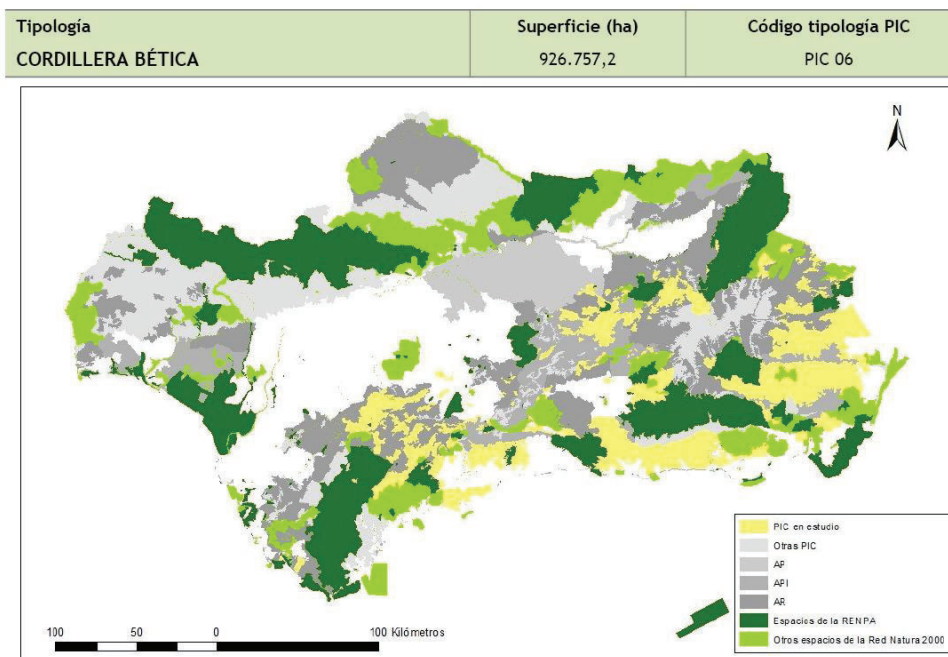 Tipología Superficie (ha) Código tipología PIC
CORDILLERA BÉTICA 926.757,2 PIC 06
N
PIC en estudio
Otras PIC
AP
API
AR
Espacios de la RENPA
Otros espacios de la Red Natura 2000
100 50 0 100 Kilómetros